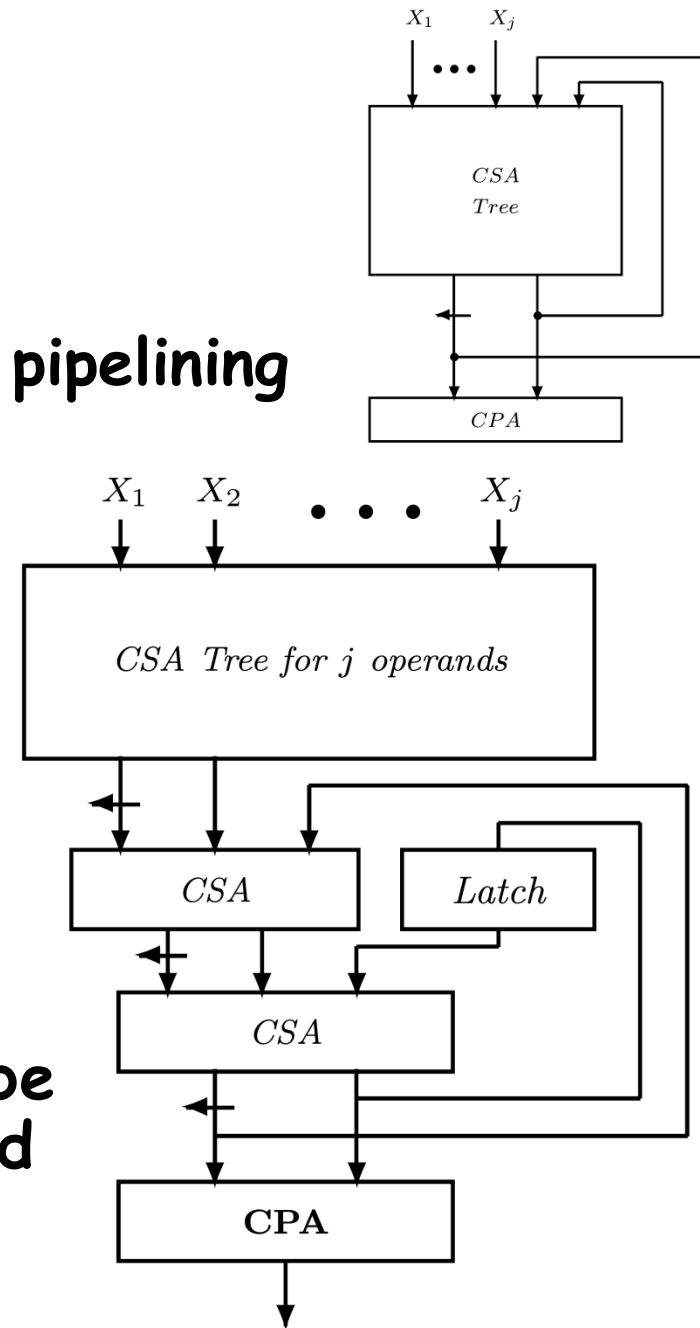 X₁ ••• Xⱼ
CSA
Tree
pipelining
CPA
X₁ X₂ • • • Xⱼ
CSA Tree for j operands
CSA Latch
CSA
CPA